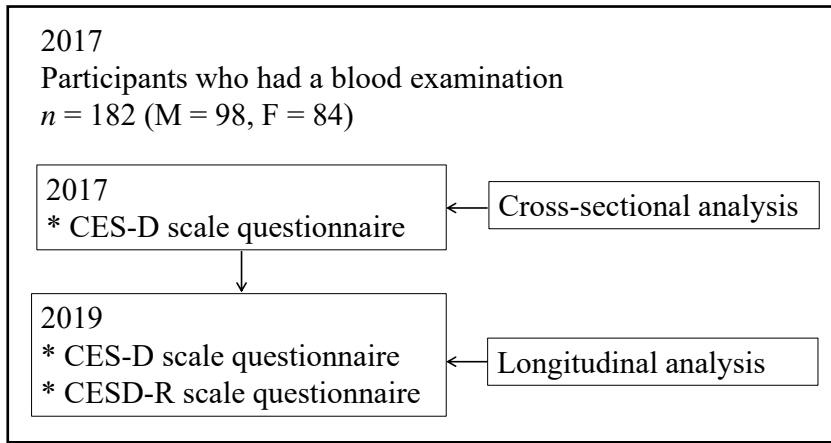 2017
Participants who had a blood examination
n = 182 (M = 98, F = 84)
2017
* CES-D scale questionnaire
Cross-sectional analysis
2019
* CES-D scale questionnaire
* CESD-R scale questionnaire
Longitudinal analysis